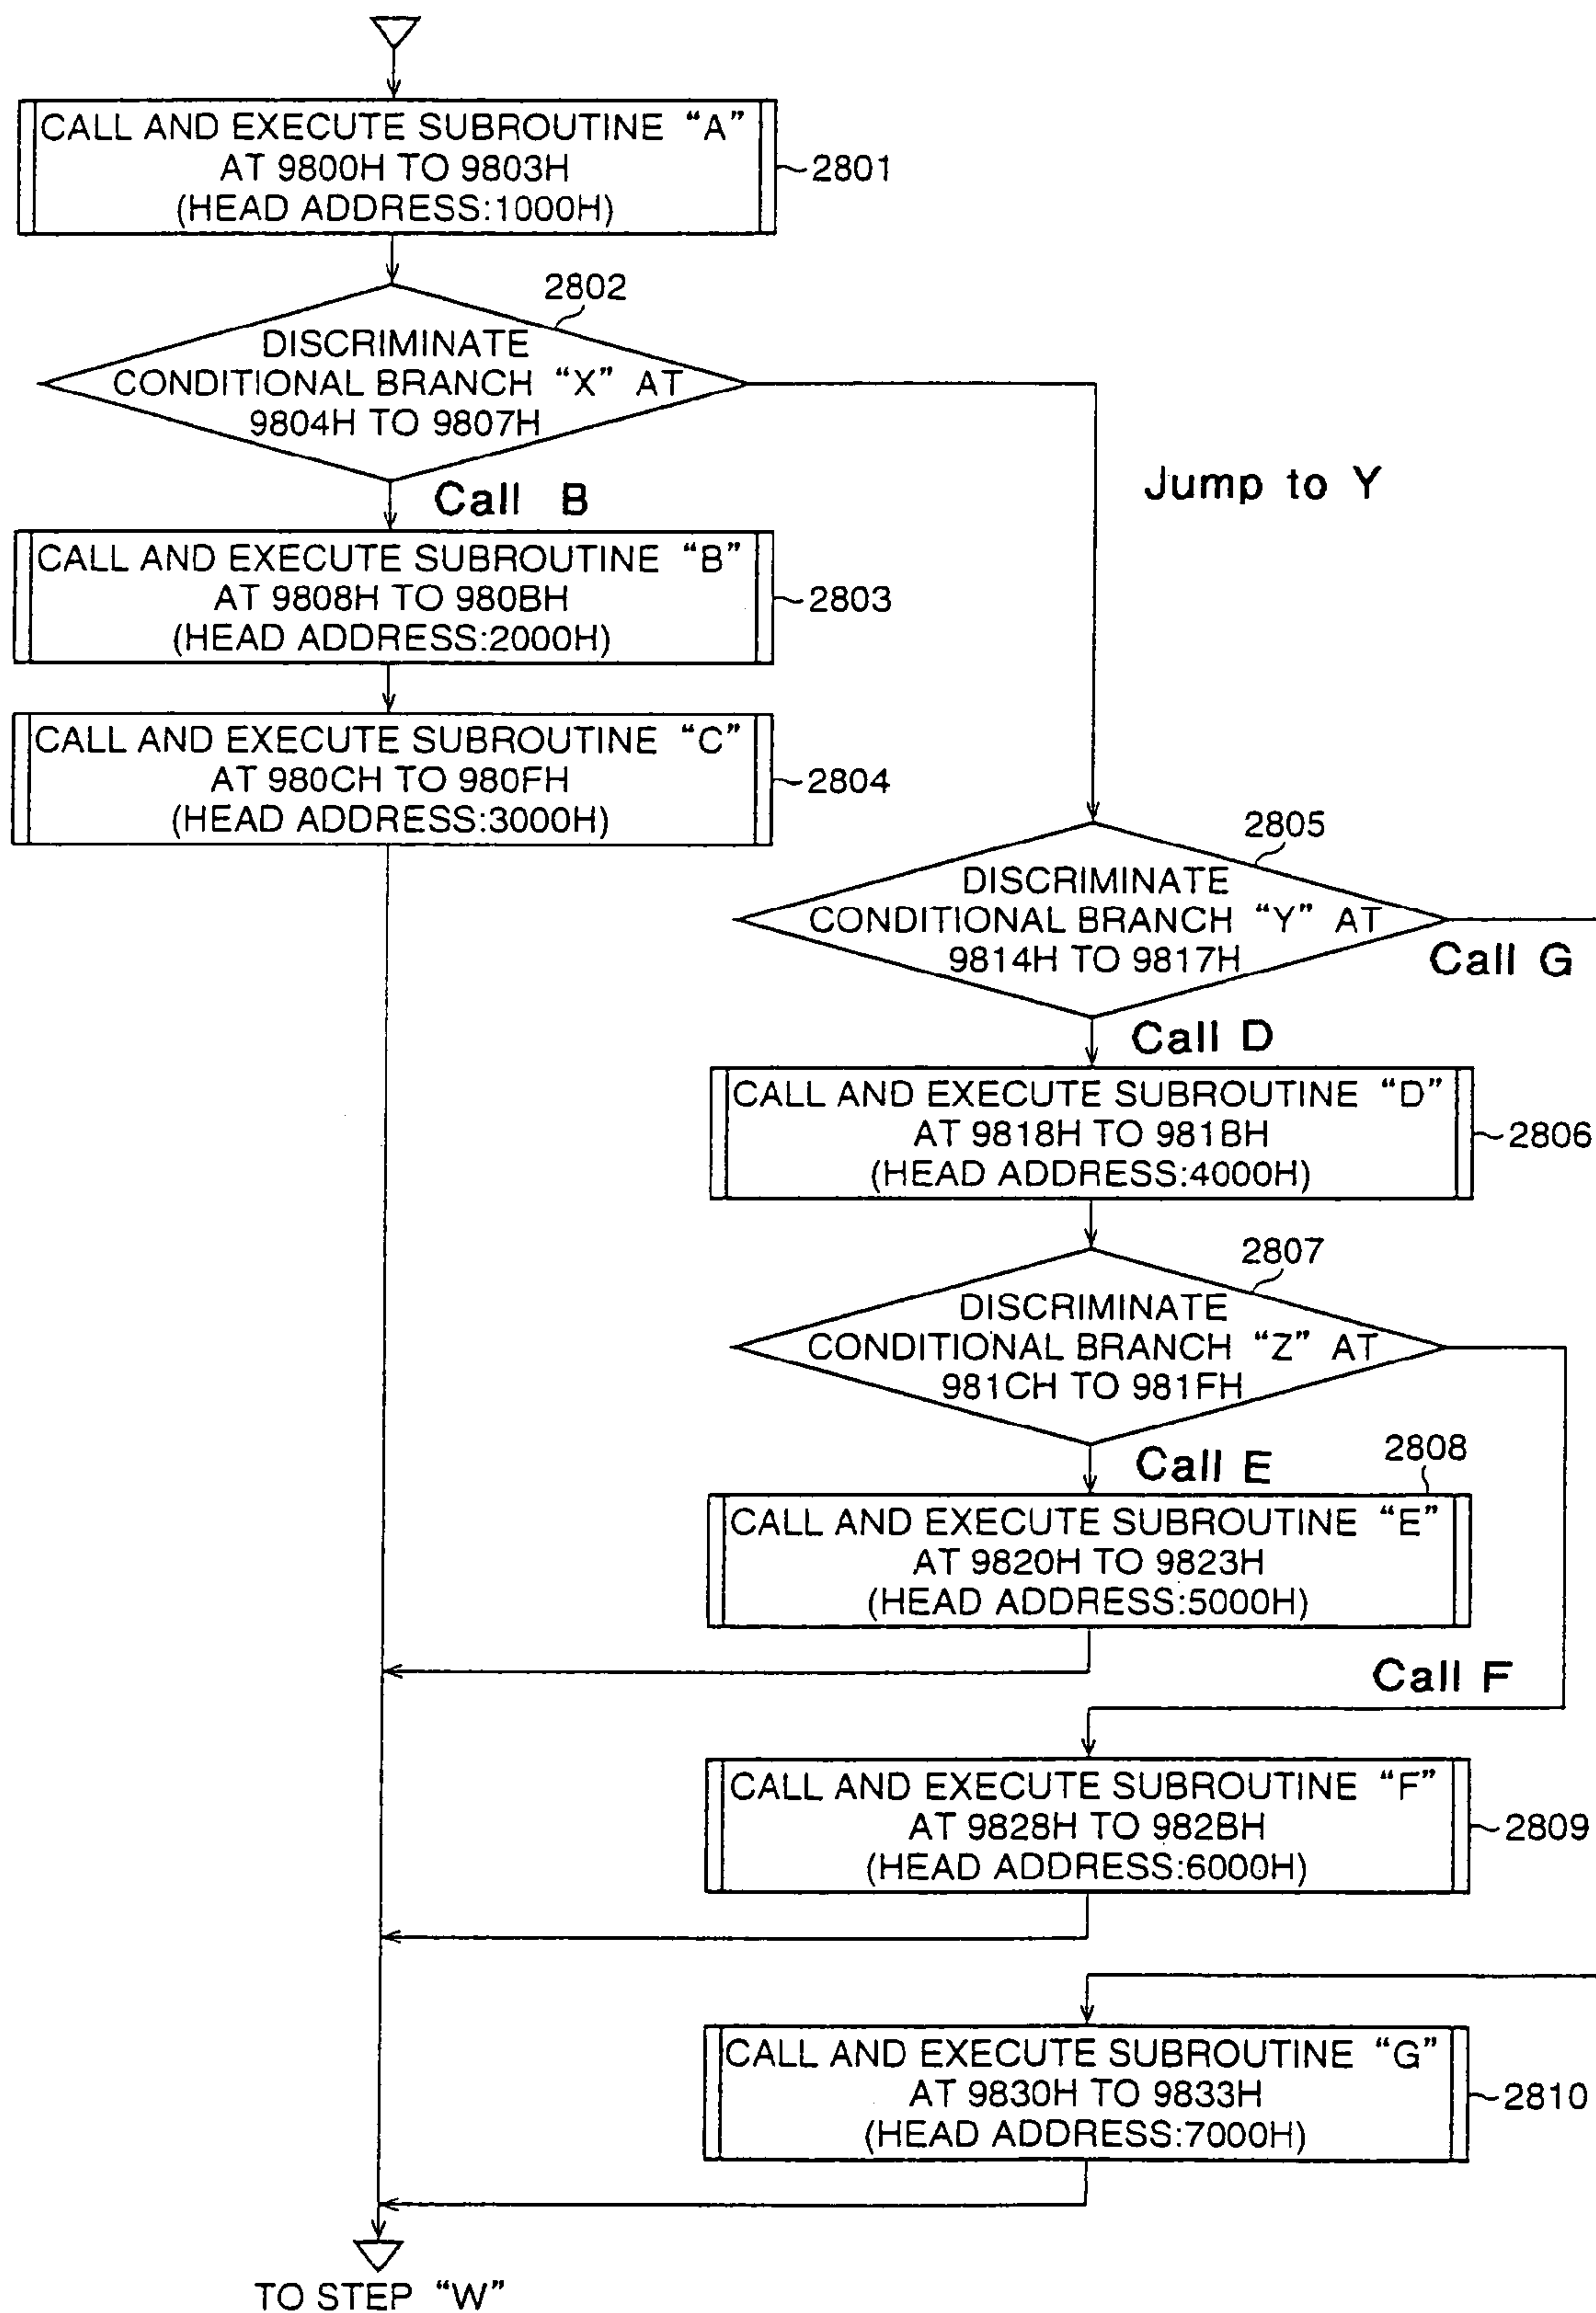 CALL AND EXECUTE SUBROUTINE “A”
AT 9800H TO 9803H
(HEAD ADDRESS:1000H)
2801
2802
DISCRIMINATE
CONDITIONAL BRANCH “X” AT
9804H TO 9807H
Call B
Jump to Y
CALL AND EXECUTE SUBROUTINE “B”
AT 9808H TO 980BH
(HEAD ADDRESS:2000H)
2803
CALL AND EXECUTE SUBROUTINE “C”
AT 980CH TO 980FH
(HEAD ADDRESS:3000H)
2804
2805
DISCRIMINATE
CONDITIONAL BRANCH “Y” AT
9814H TO 9817H
Call G
Call D
CALL AND EXECUTE SUBROUTINE “D”
AT 9818H TO 981BH
(HEAD ADDRESS:4000H)
2806
2807
DISCRIMINATE
CONDITIONAL BRANCH “Z” AT
981CH TO 981FH
Call E
2808
CALL AND EXECUTE SUBROUTINE “E”
AT 9820H TO 9823H
(HEAD ADDRESS:5000H)
Call F
CALL AND EXECUTE SUBROUTINE “F”
AT 9828H TO 982BH
(HEAD ADDRESS:6000H)
2809
CALL AND EXECUTE SUBROUTINE “G”
AT 9830H TO 9833H
(HEAD ADDRESS:7000H)
2810
TO STEP “W”